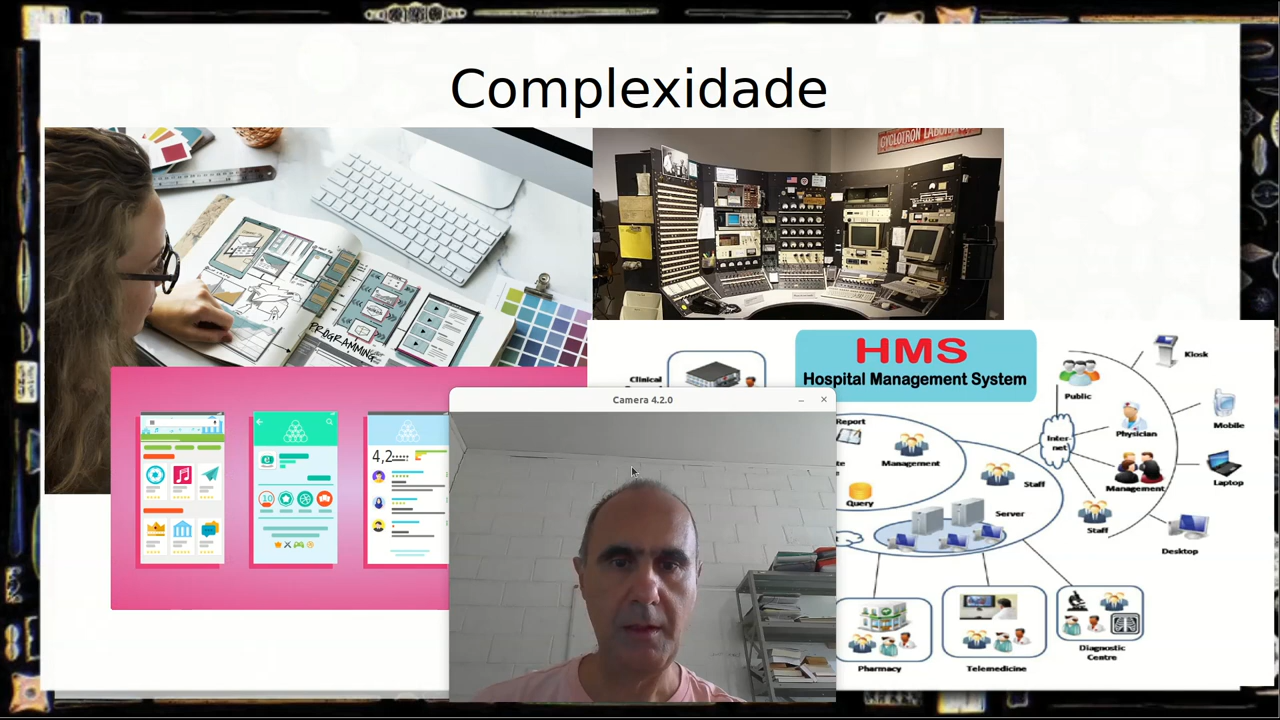 Complexidade
CYCLOTRON LABORATORY
PROGRAMMING
HMS
Hospital Management System
Clinical
Kiosk
Public
Mobile
Report
Inter-
net
Physician
Management
Staff
Management
Laptop
Query
Server
Staff
Desktop
4,2
10
Camera 4.2.0
Pharmacy
Telemedicine
Diagnostic
Centre